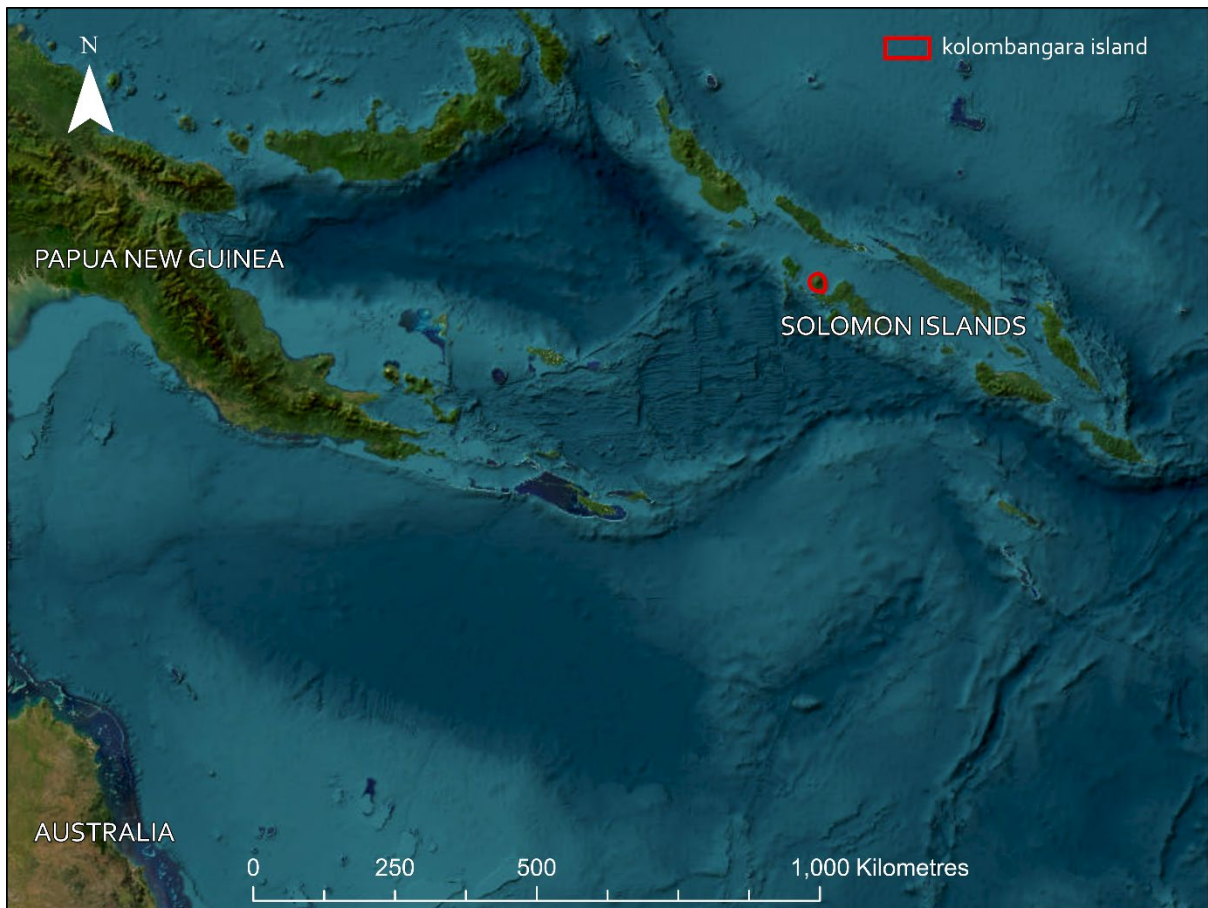 N
kolombangara island
PAPUA NEW GUINEA
SOLOMON ISLANDS
AUSTRALIA
0 250 500 1,000 Kilometres